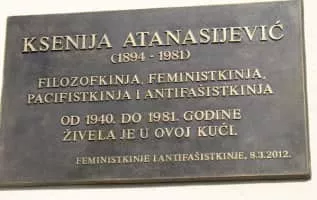 KSENIJA ATANASIJEVIĆ
(1894 - 1981)
FILOZOFKINJA, FEMINISTKINJA,
PACIFISTKINJA I ANTIFAŠISTKINJA
OD 1940. DO 1981. GODINE
ŽIVELA JE U OVOJ KUĆI.
FEMINISTKINJE I ANTIFAŠISTKINJE, 8.3.2012.